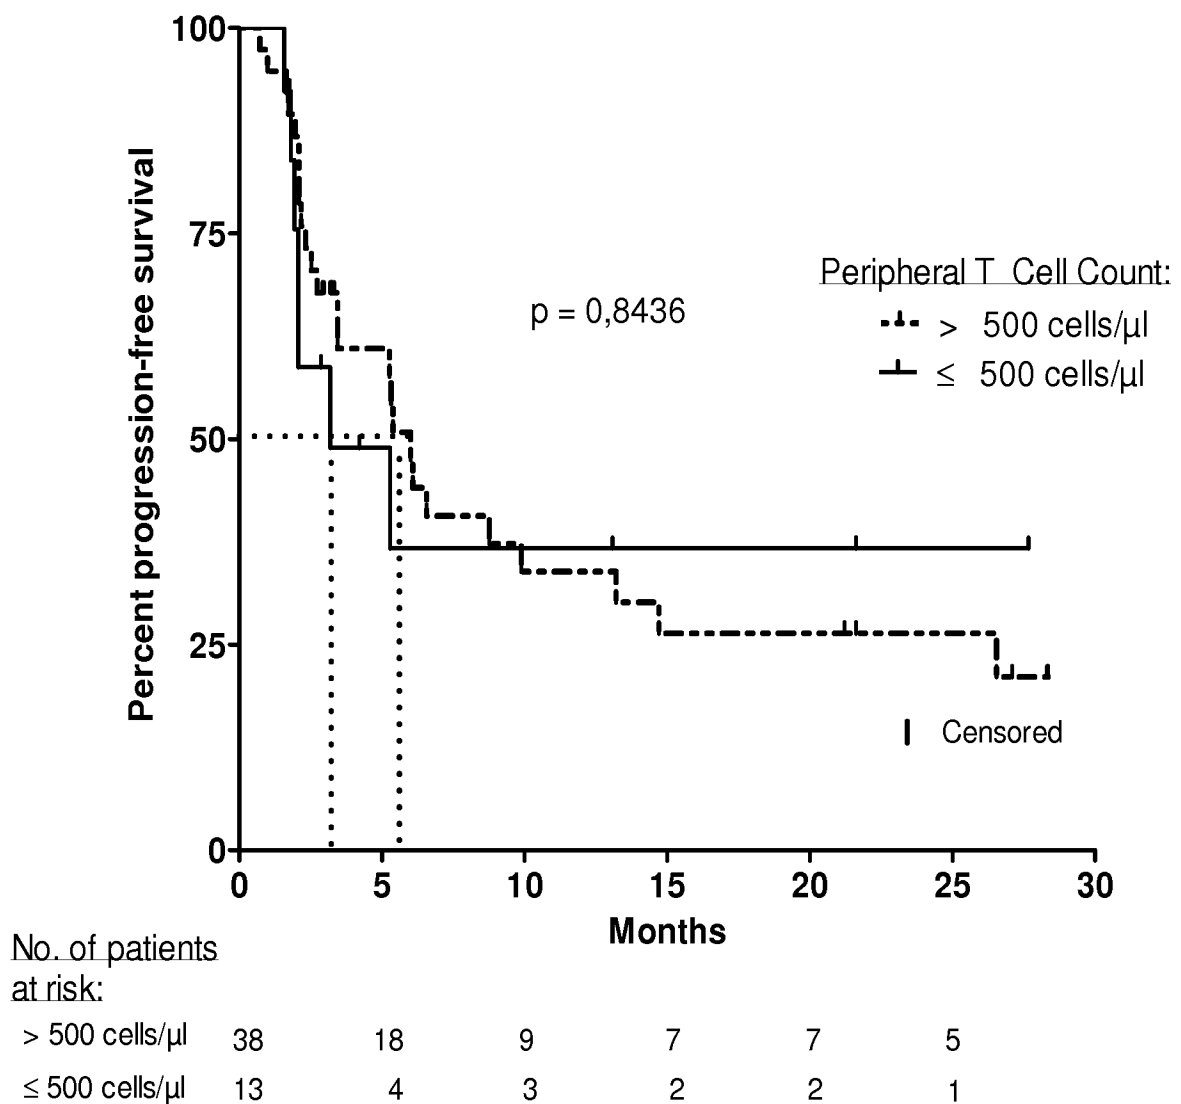 100
75
50
25
0
Percent progression-free survival
p = 0,8436
Peripheral T Cell Count:
> 500 cells/µl
≤ 500 cells/µl
Censored
0 5 10 15 20 25 30
Months
No. of patients
at risk:
> 500 cells/µl 38 18 9 7 7 5
≤ 500 cells/µl 13 4 3 2 2 1